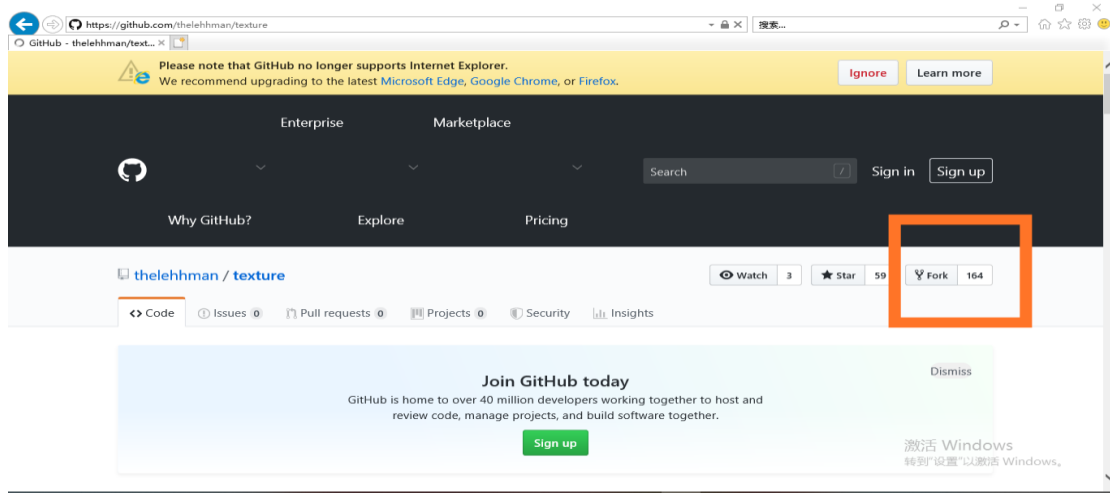 https://github.com/thelehhman/texture
搜索...
GitHub - thelehhman/text...
Please note that GitHub no longer supports Internet Explorer.
We recommend upgrading to the latest Microsoft Edge, Google Chrome, or Firefox.
Ignore
Learn more
Enterprise Marketplace
Search / Sign in Sign up
Why GitHub? Explore Pricing
thelehhman / texture
Watch 3 Star 59 Fork 164
<> Code Issues 0 Pull requests 0 Projects 0 Security Insights
Dismiss
Join GitHub today
GitHub is home to over 40 million developers working together to host and
review code, manage projects, and build software together.
Sign up
激活 Windows
转到"设置"以激活 Windows。